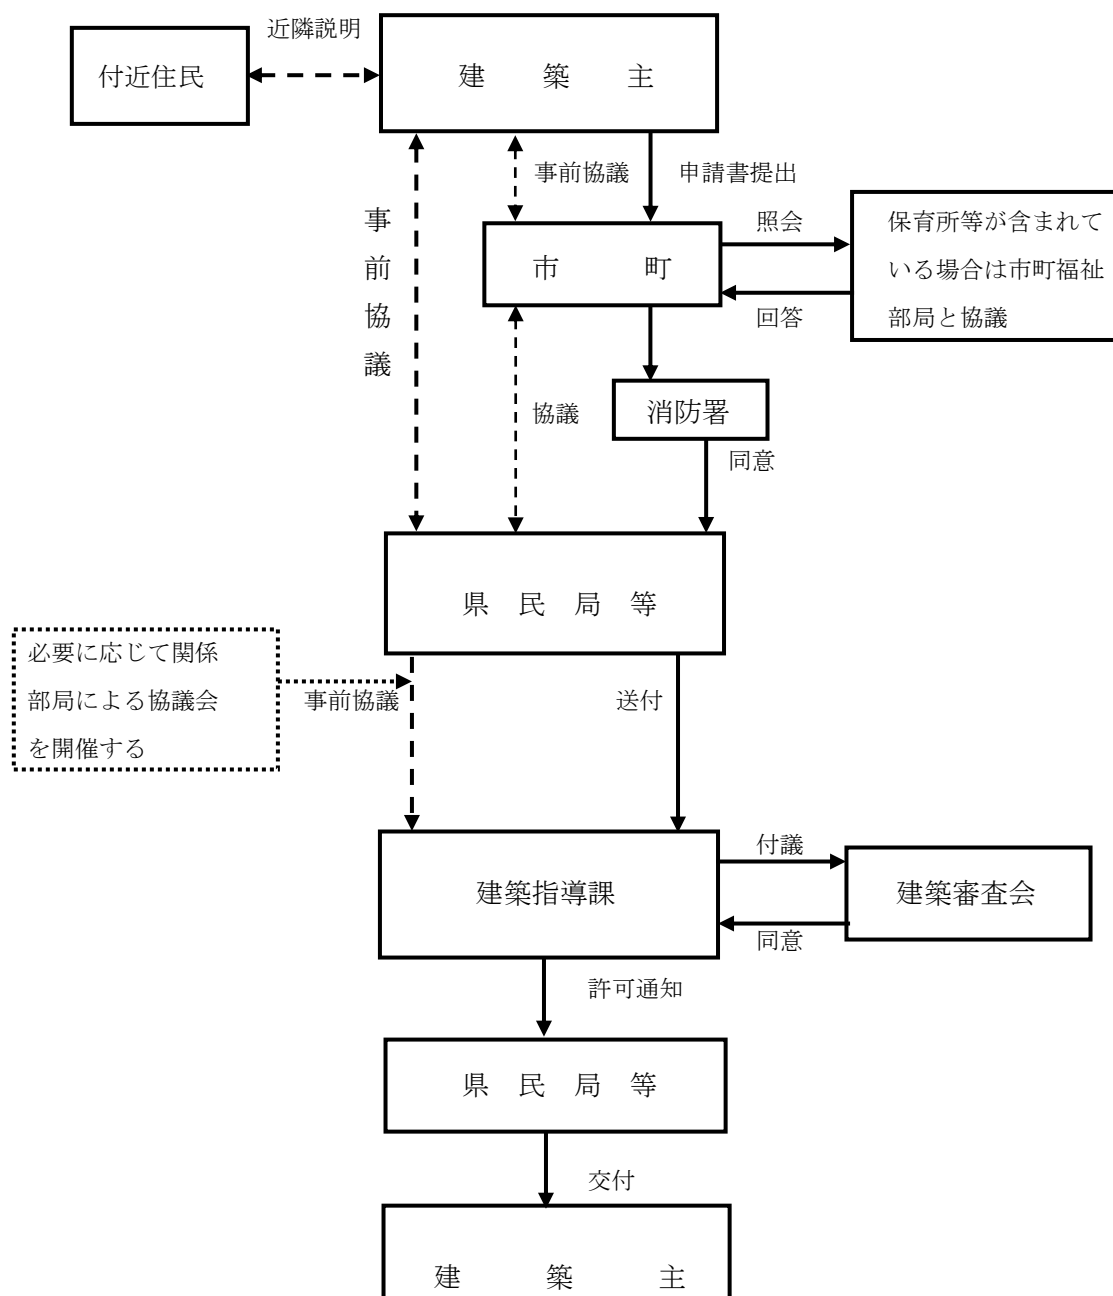 近隣説明
付近住民
建築主
事前協議
申請書提出
事前協議
照会
保育所等が含まれて
いる場合は市町福祉
部局と協議
市町
回答
消防署
協議
同意
県民局等
必要に応じて関係
部局による協議会
を開催する
事前協議
送付
建築指導課
付議
建築審査会
同意
許可通知
県民局等
交付
建築主